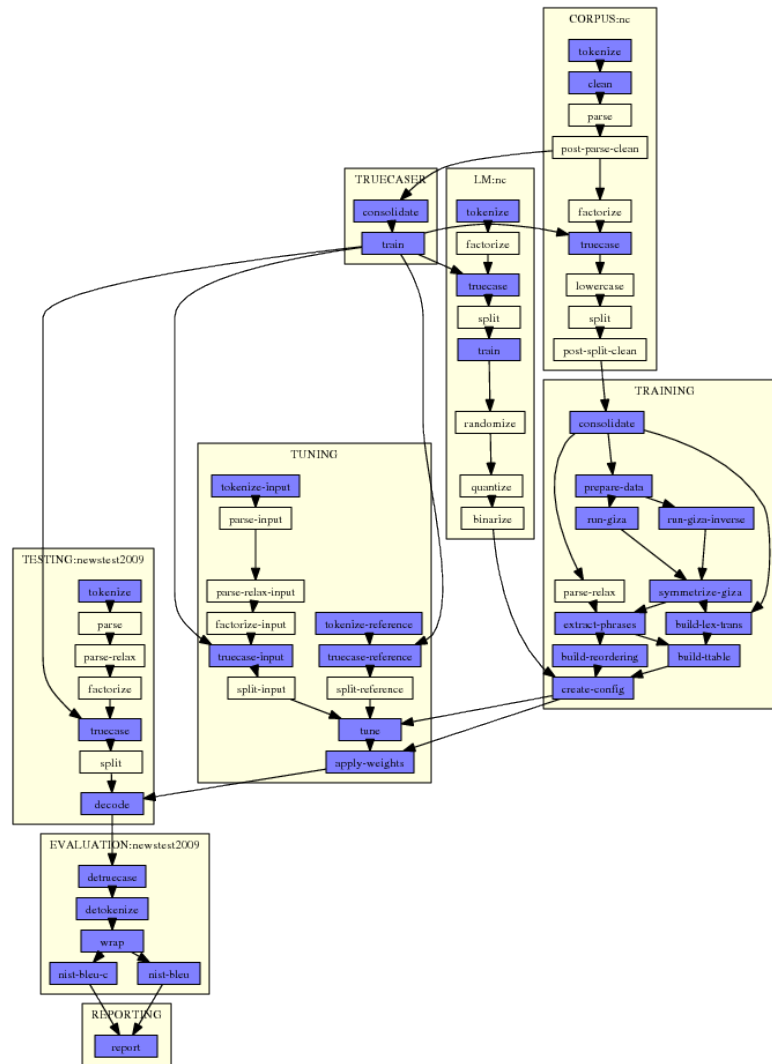 CORPUS:nc
tokenize
clean
parse
post-parse-clean
factorize
truecase
lowercase
split
post-split-clean
TRUECASER
consolidate
train
LM:nc
tokenize
factorize
truecase
split
train
randomize
quantize
binarize
TRAINING
consolidate
prepare-data
run-giza
run-giza-inverse
parse-relax
symmetrize-giza
extract-phrases
build-lex-trans
build-reordering
build-ttable
create-config
TUNING
tokenize-input
parse-input
parse-relax-input
factorize-input
tokenize-reference
truecase-input
truecase-reference
split-input
split-reference
tune
apply-weights
TESTING:newstest2009
tokenize
parse
parse-relax
factorize
truecase
split
decode
EVALUATION:newstest2009
detruecase
detokenize
wrap
nist-bleu-c
nist-bleu
REPORTING
report